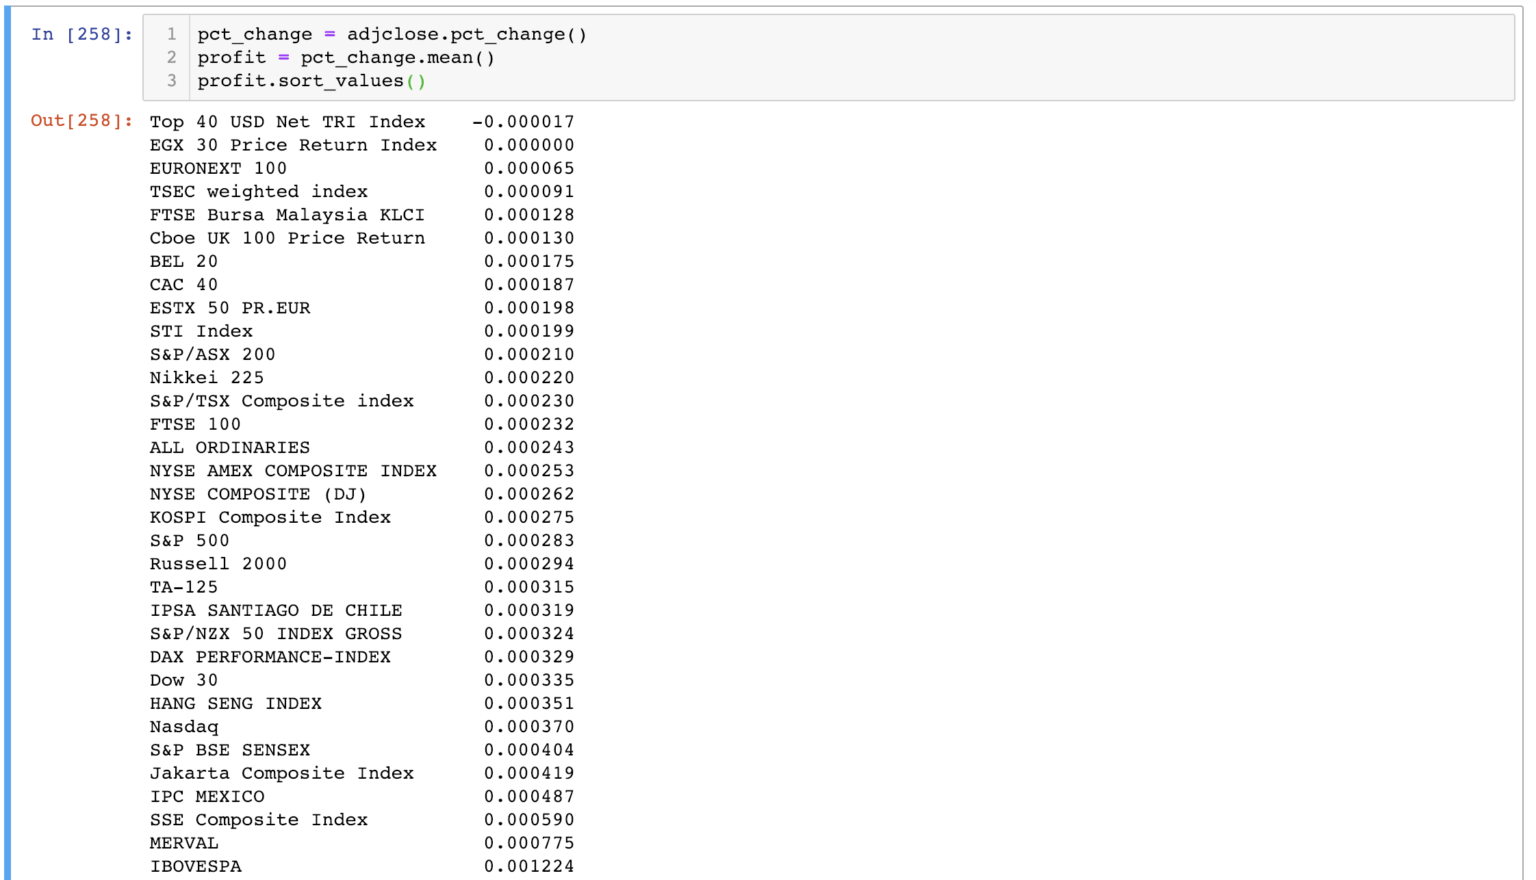 In [258]:
1 pct_change = adjclose.pct_change()
2 profit = pct_change.mean()
3 profit.sort_values()
Out[258]:
Top 40 USD Net TRI Index -0.000017
EGX 30 Price Return Index 0.000000
EURONEXT 100 0.000065
TSEC weighted index 0.000091
FTSE Bursa Malaysia KLCI 0.000128
Cboe UK 100 Price Return 0.000130
BEL 20 0.000175
CAC 40 0.000187
ESTX 50 PR.EUR 0.000198
STI Index 0.000199
S&P/ASX 200 0.000210
Nikkei 225 0.000220
S&P/TSX Composite index 0.000230
FTSE 100 0.000232
ALL ORDINARIES 0.000243
NYSE AMEX COMPOSITE INDEX 0.000253
NYSE COMPOSITE (DJ) 0.000262
KOSPI Composite Index 0.000275
S&P 500 0.000283
Russell 2000 0.000294
TA-125 0.000315
IPSA SANTIAGO DE CHILE 0.000319
S&P/NZX 50 INDEX GROSS 0.000324
DAX PERFORMANCE-INDEX 0.000329
Dow 30 0.000335
HANG SENG INDEX 0.000351
Nasdaq 0.000370
S&P BSE SENSEX 0.000404
Jakarta Composite Index 0.000419
IPC MEXICO 0.000487
SSE Composite Index 0.000590
MERVAL 0.000775
IBOVESPA 0.001224